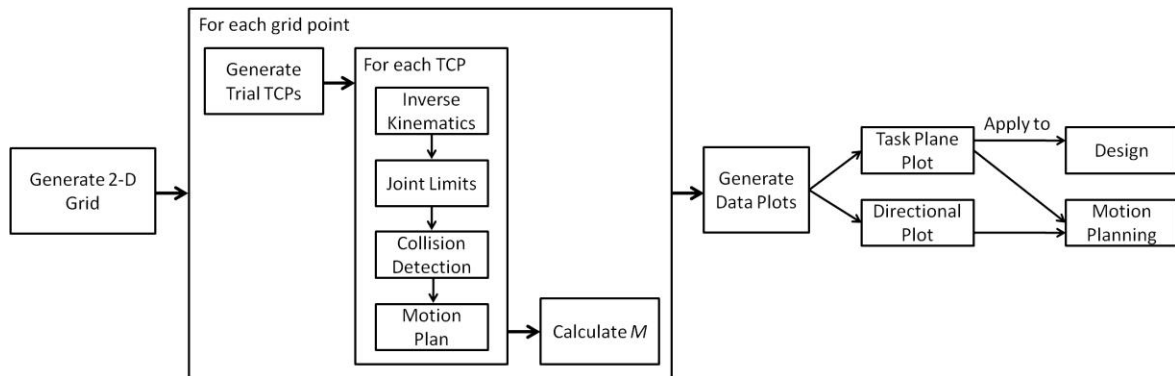 For each grid point
Generate
Trial TCPs
For each TCP
Inverse
Kinematics
Joint Limits
Collision
Detection
Motion
Plan
Calculate M
Generate 2-D
Grid
Generate
Data Plots
Task Plane
Plot
Apply to
Design
Directional
Plot
Motion
Planning